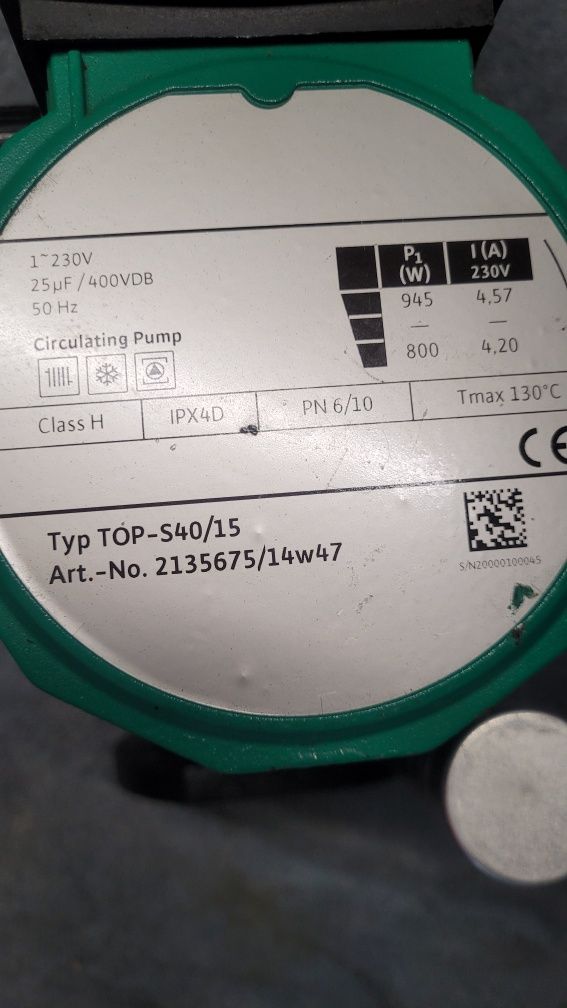 1~230V
25µF / 400VDB
50 Hz
Circulating Pump
P1 (W) I (A) 230V
945 4,57
— —
800 4,20
Class H IPX4D PN 6/10 Tmax 130°C
CE
Typ TOP-S40/15
Art.-No. 2135675/14w47
S/N20000100045